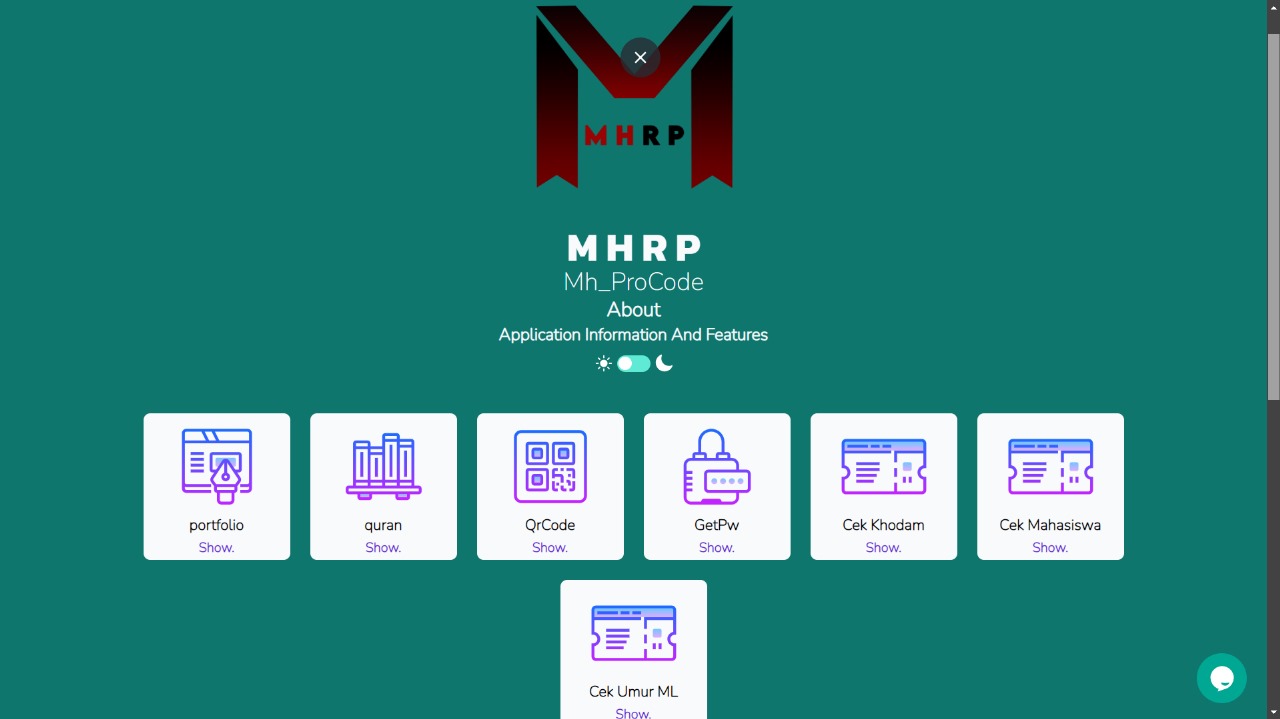 MHRP
MHRP
Mh_ProCode
About
Application Information And Features
portfolio
Show.
quran
Show.
QrCode
Show.
GetPw
Show.
Cek Khodam
Show.
Cek Mahasiswa
Show.
Cek Umur ML
Show.